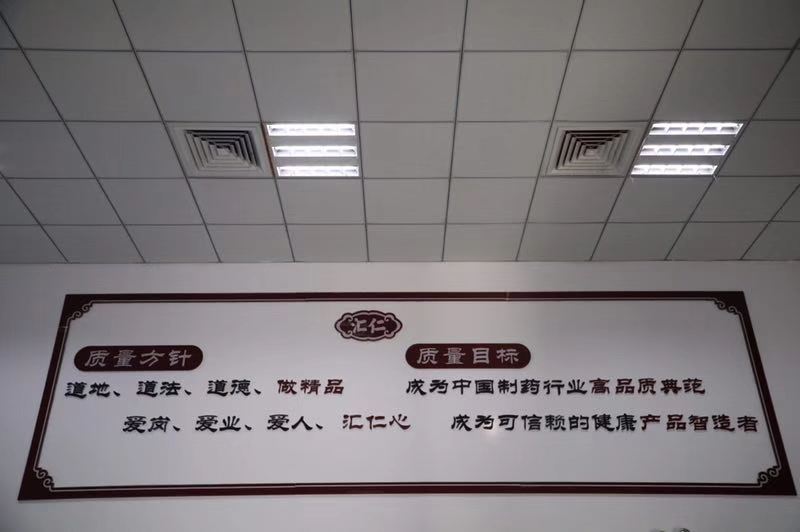 汇仁
质量方针
道地、道法、道德、做精品
爱岗、爱业、爱人、汇仁心
质量目标
成为中国制药行业高品质典范
成为可信赖的健康产品智造者